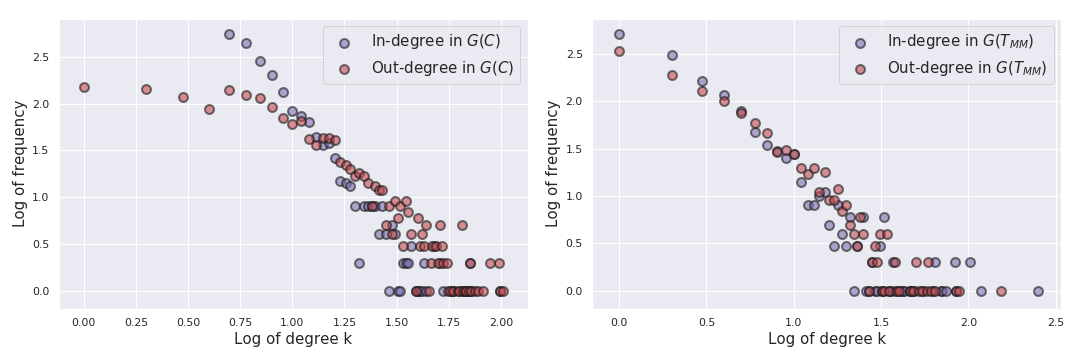 In-degree in G(C)
Out-degree in G(C)
2.5
2.0
1.5
1.0
0.5
0.0
Log of frequency
0.00 0.25 0.50 0.75 1.00 1.25 1.50 1.75 2.00
Log of degree k
In-degree in G(T_MM)
Out-degree in G(T_MM)
2.5
2.0
1.5
1.0
0.5
0.0
Log of frequency
0.0 0.5 1.0 1.5 2.0 2.5
Log of degree k